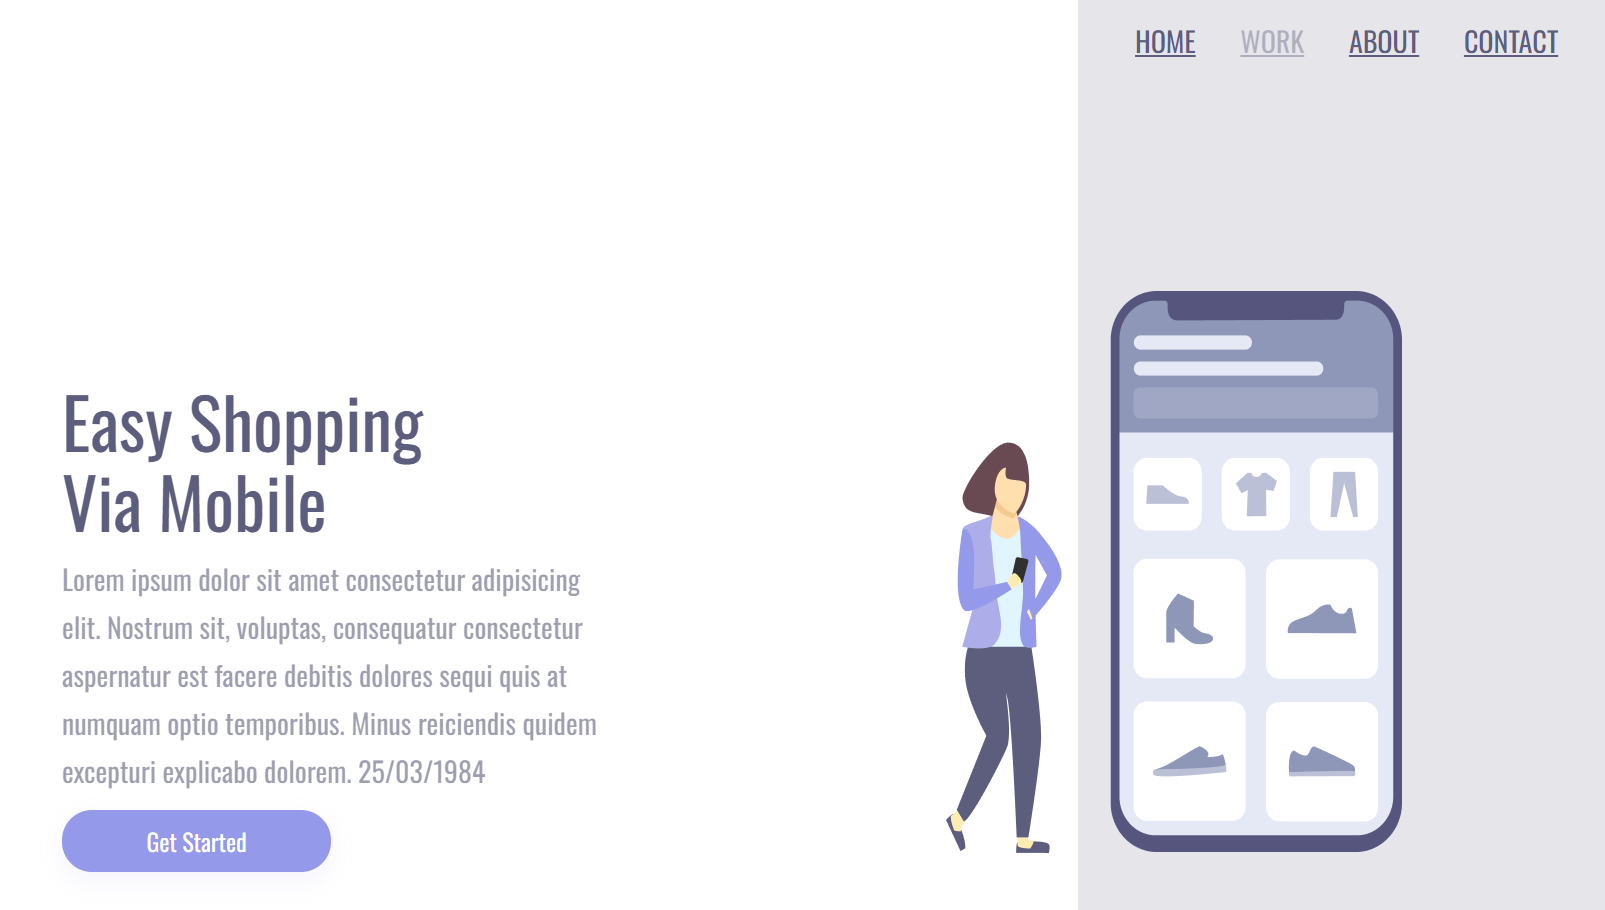 HOME WORK ABOUT CONTACT
Easy Shopping
Via Mobile
Lorem ipsum dolor sit amet consectetur adipisicing
elit. Nostrum sit, voluptas, consequatur consectetur
aspernatur est facere debitis dolores sequi quis at
numquam optio temporibus. Minus reiciendis quidem
excepturi explicabo dolorem. 25/03/1984
Get Started